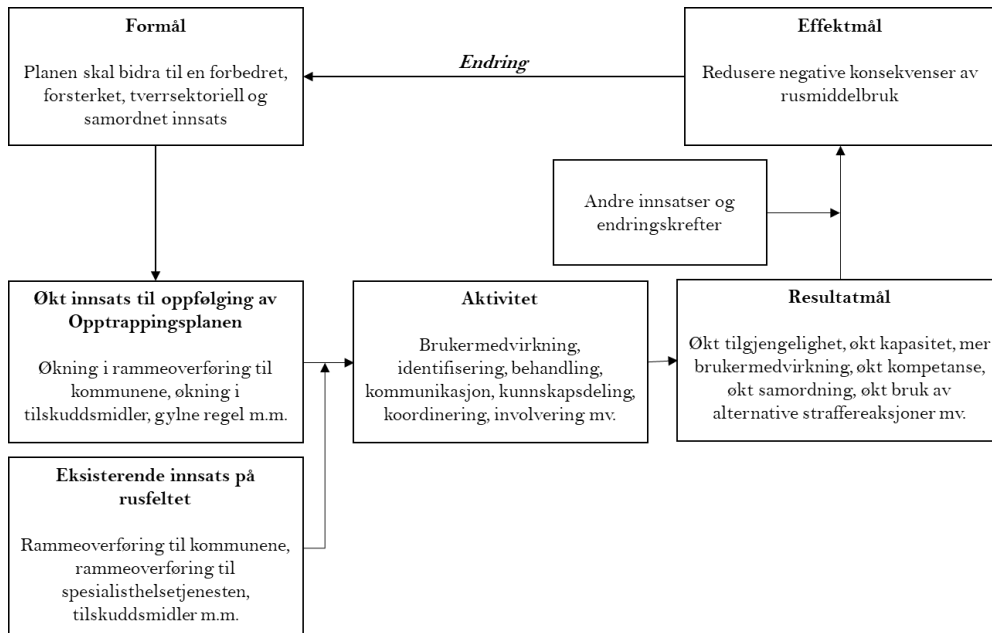 Formål
Planen skal bidra til en forbedret,
forsterket, tverrsektoriell og
samordnet innsats
Endring
Effektmål
Redusere negative konsekvenser av
rusmiddelbruk
Andre innsatser og
endringskrefter
Økt innsats til oppfølging av
Opptrappingsplanen
Økning i rammeoverføring til
kommunene, økning i
tilskuddsmidler, gylne regel m.m.
Aktivitet
Brukermedvirkning,
identifisering, behandling,
kommunikasjon, kunnskapsdeling,
koordinering, involvering mv.
Resultatmål
Økt tilgjengelighet, økt kapasitet, mer
brukermedvirkning, økt kompetanse,
økt samordning, økt bruk av
alternative straffereaksjoner mv.
Eksisterende innsats på
rusfeltet
Rammeoverføring til kommunene,
rammeoverføring til
spesialisthelsetjenesten,
tilskuddsmidler m.m.